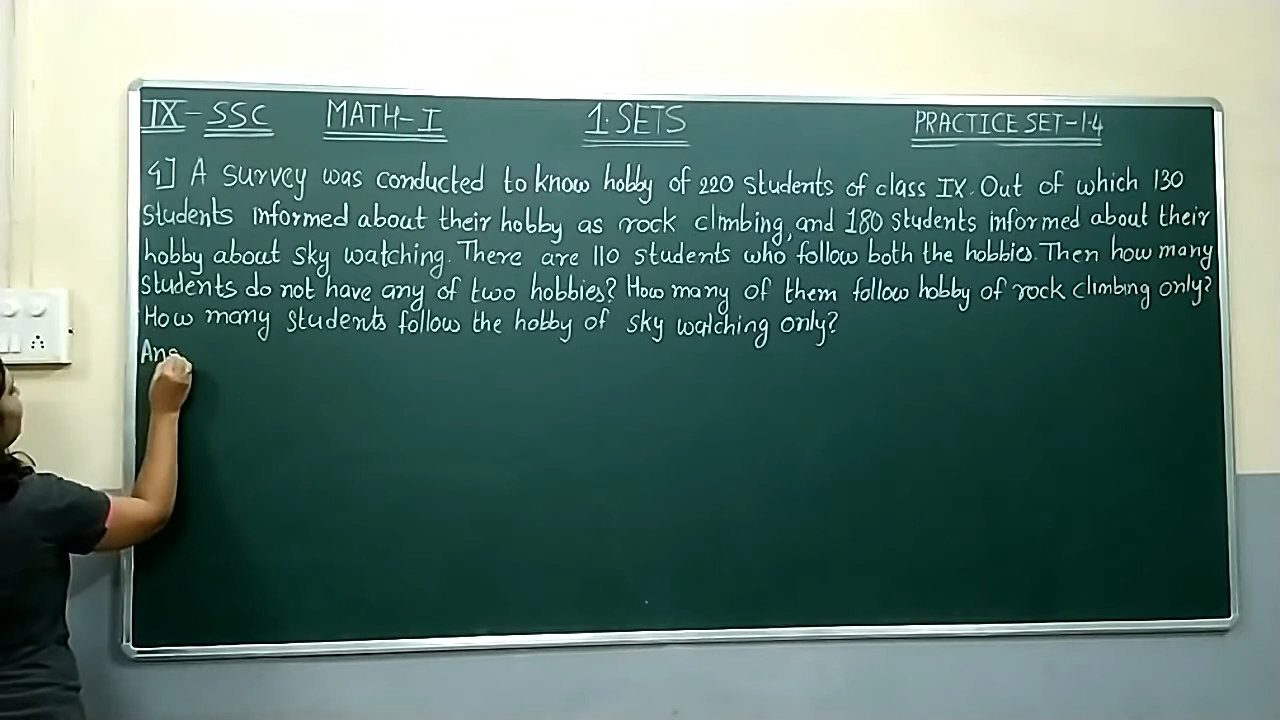 IX-SSC MATH-I 1.SETS PRACTICE SET-1.4
4] A survey was conducted to know hobby of 220 students of class IX. Out of which 130
students informed about their hobby as rock climbing, and 180 students informed about their
hobby about sky watching. There are 110 students who follow both the hobbies. Then how many
students do not have any of two hobbies? How many of them follow hobby of rock climbing only?
How many students follow the hobby of sky watching only?
Ans